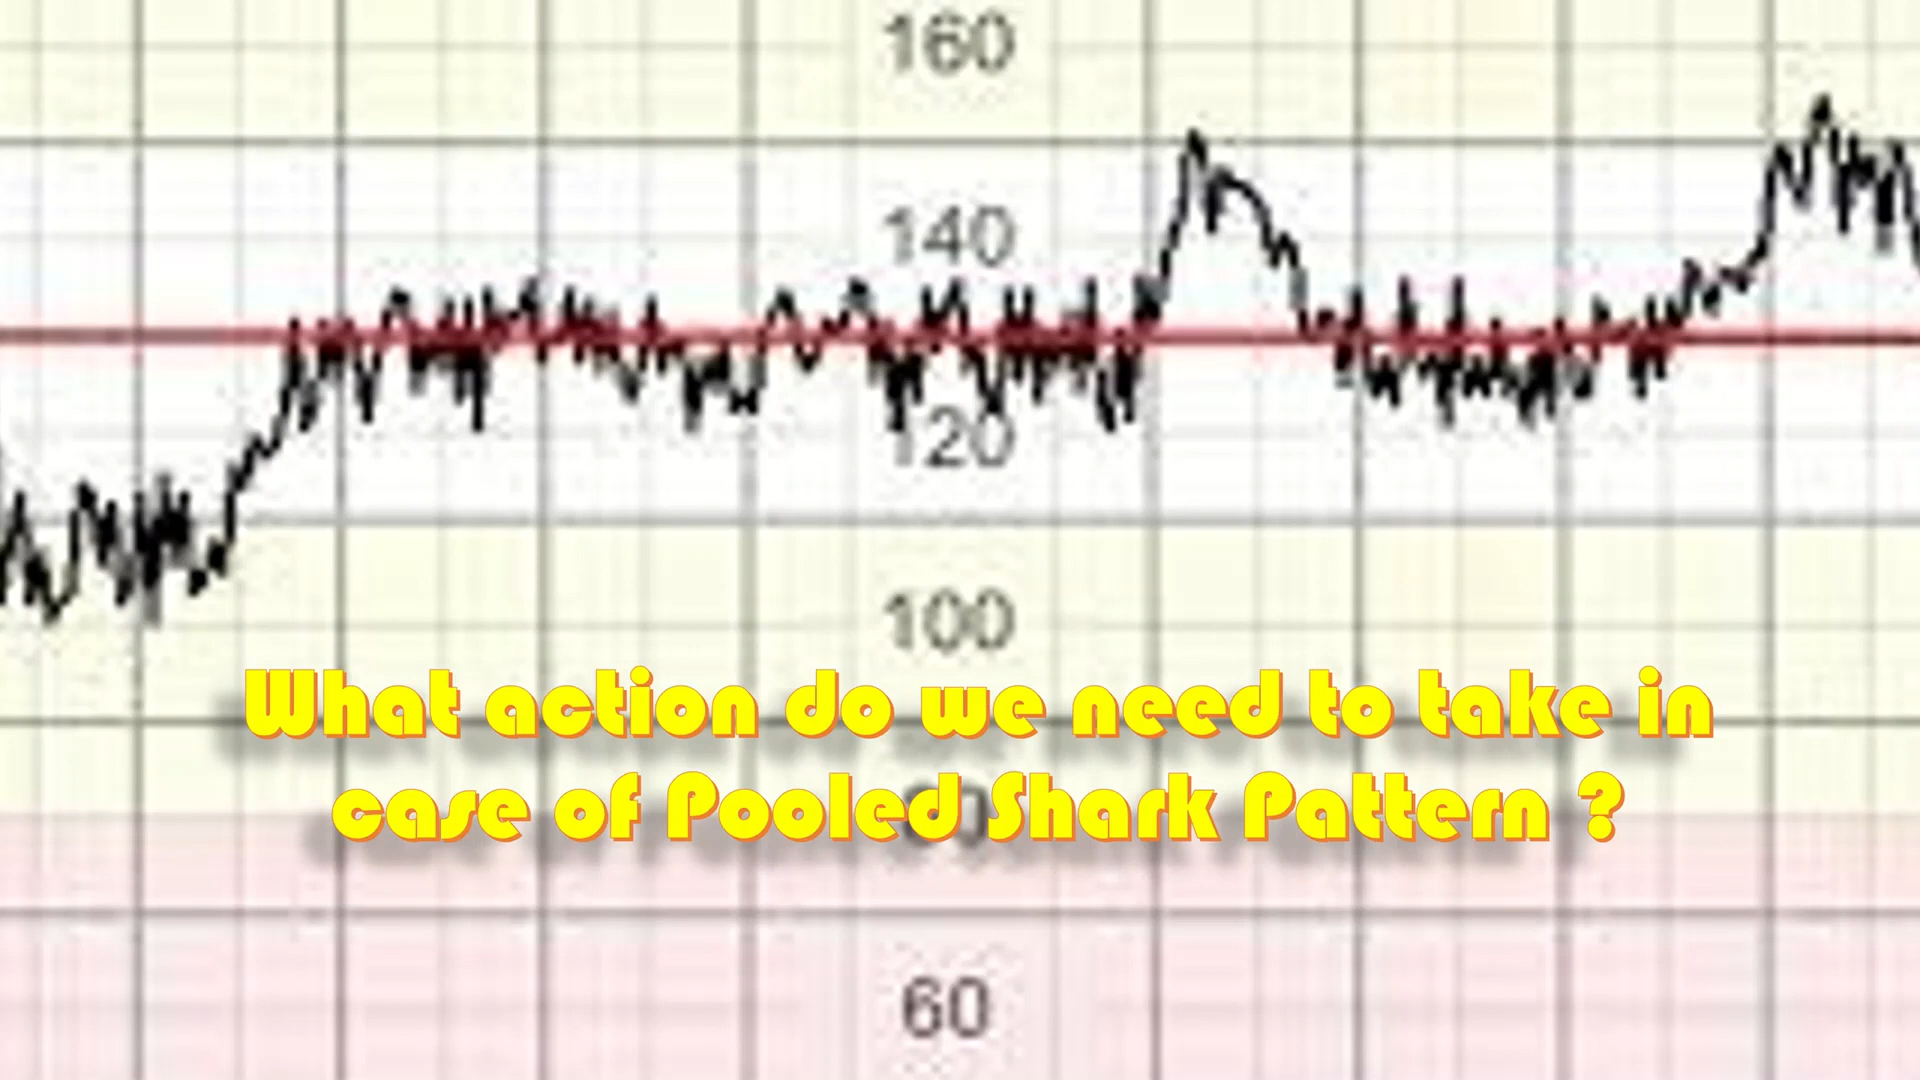 160
140
120
100
What action do we need to take in
case of Pooled Shark Pattern ?
60